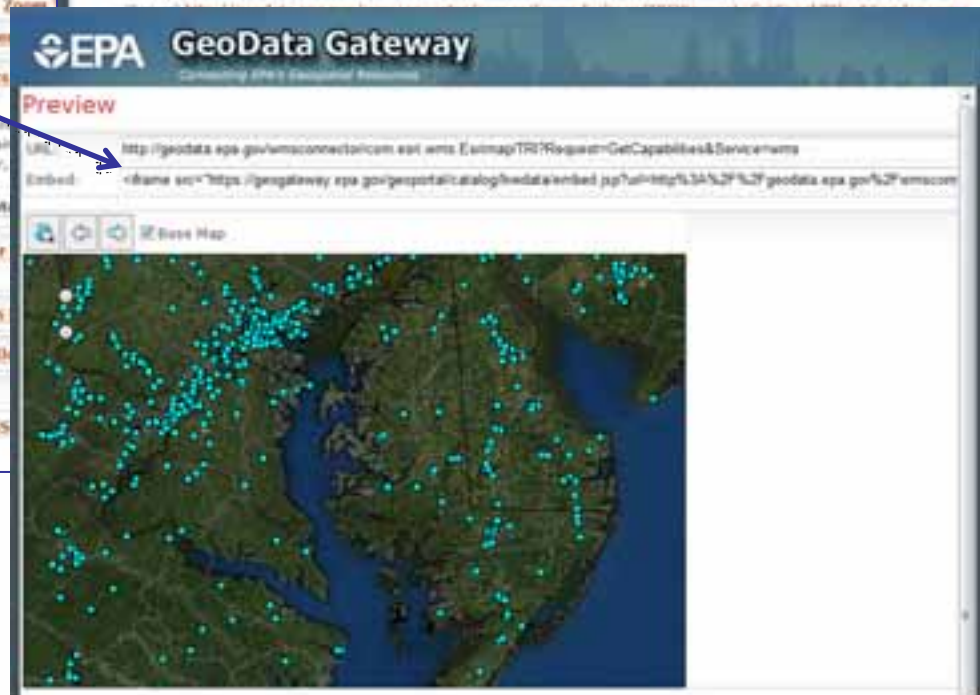 Zoom
EPA GeoData Gateway
Connecting EPA's Geospatial Resources
Preview
URL: http://geodata.epa.gov/wmsconnector/com.esri.wms.Esrimap/TRI?Request=GetCapabilities&Service=wms
Embed: <iframe src="https://geogateway.epa.gov/geoportal/catalog/livedata/embed.jsp?url=http%3A%2F%2Fgeodata.epa.gov%2Fwmscom
Base Map